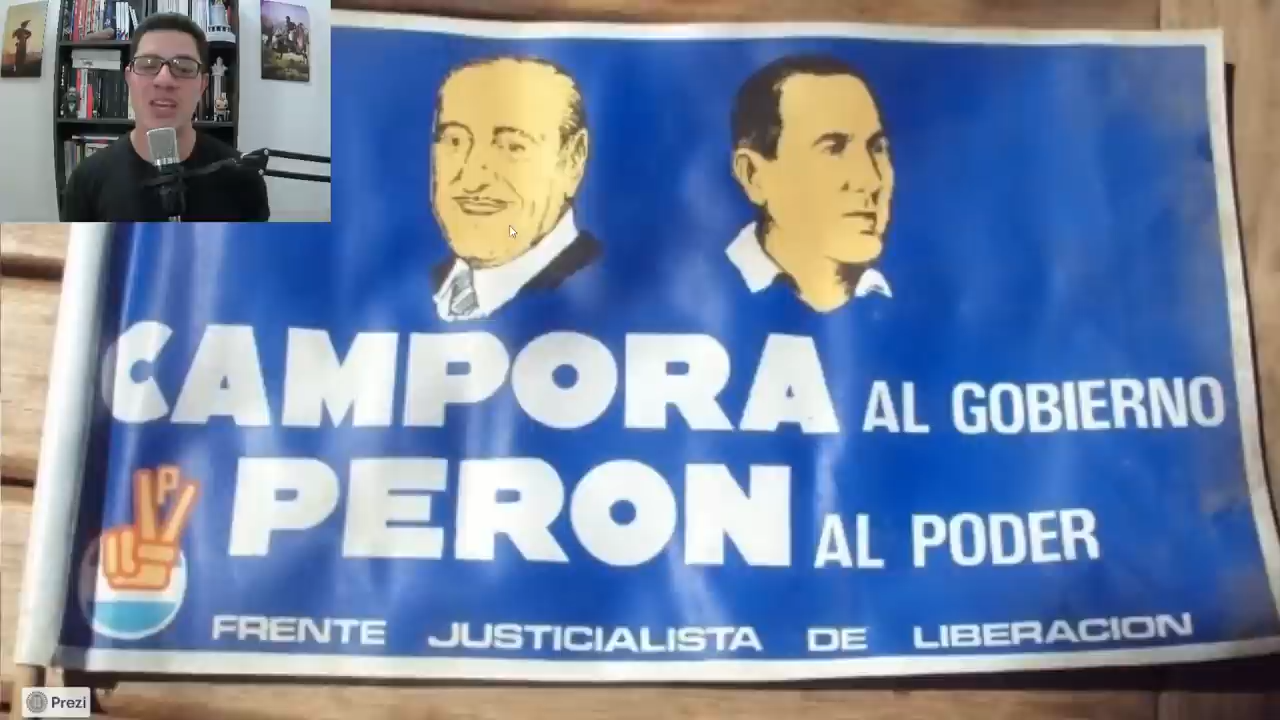 CAMPORA AL GOBIERNO
PERON AL PODER
P
FRENTE JUSTICIALISTA DE LIBERACION
Prezi